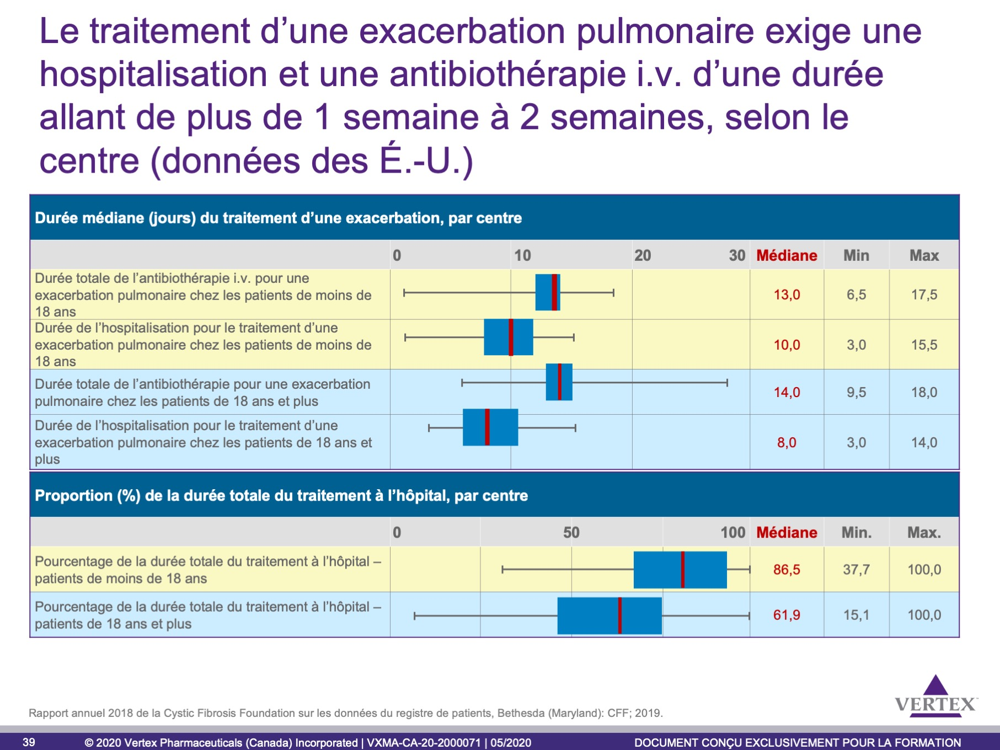 Le traitement d’une exacerbation pulmonaire exige une
hospitalisation et une antibiothérapie i.v. d’une durée
allant de plus de 1 semaine à 2 semaines, selon le
centre (données des É.-U.)
Durée médiane (jours) du traitement d’une exacerbation, par centre
0 10 20 30 Médiane Min Max
Durée totale de l’antibiothérapie i.v. pour une
exacerbation pulmonaire chez les patients de moins de
18 ans
13,0 6,5 17,5
Durée de l’hospitalisation pour le traitement d’une
exacerbation pulmonaire chez les patients de moins de
18 ans
10,0 3,0 15,5
Durée totale de l’antibiothérapie pour une exacerbation
pulmonaire chez les patients de 18 ans et plus
14,0 9,5 18,0
Durée de l’hospitalisation pour le traitement d’une
exacerbation pulmonaire chez les patients de 18 ans et
plus
8,0 3,0 14,0
Proportion (%) de la durée totale du traitement à l’hôpital, par centre
0 50 100 Médiane Min. Max.
Pourcentage de la durée totale du traitement à l’hôpital –
patients de moins de 18 ans
86,5 37,7 100,0
Pourcentage de la durée totale du traitement à l’hôpital –
patients de 18 ans et plus
61,9 15,1 100,0
VERTEX
Rapport annuel 2018 de la Cystic Fibrosis Foundation sur les données du registre de patients, Bethesda (Maryland): CFF; 2019.
39 © 2020 Vertex Pharmaceuticals (Canada) Incorporated | VXMA-CA-20-2000071 | 05/2020 DOCUMENT CONÇU EXCLUSIVEMENT POUR LA FORMATION